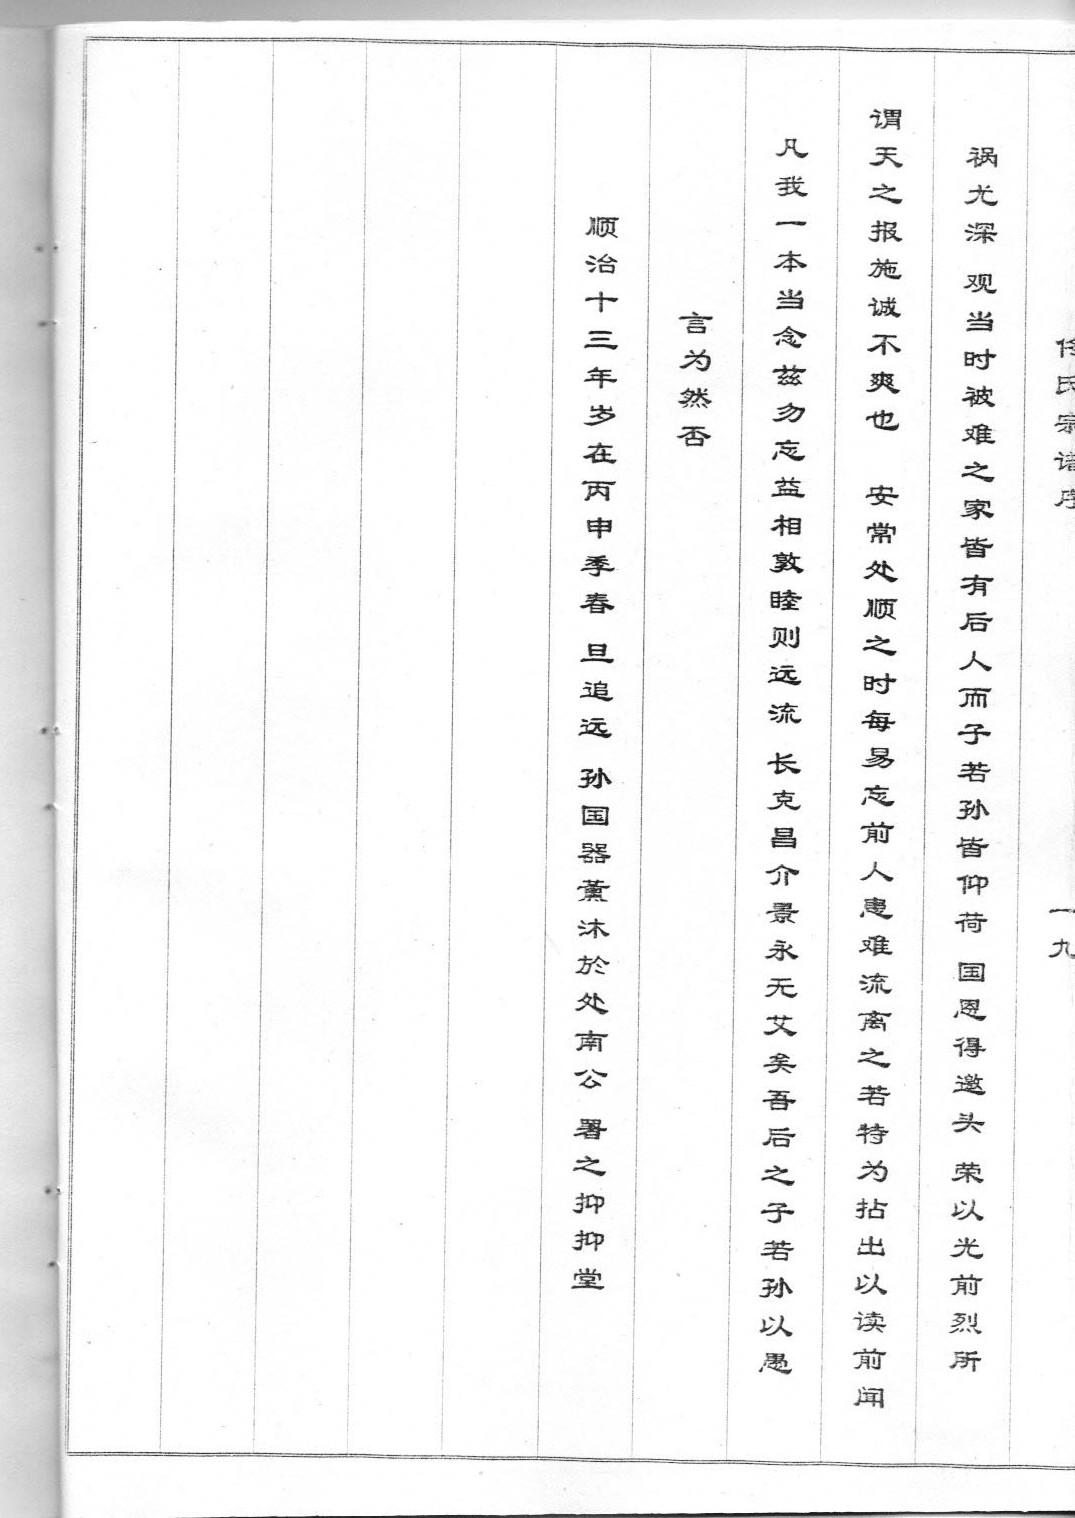 氏宗谱序
一九
祸尤深 观当时被难之家皆有后人而子若孙皆仰荷 国恩得邀头 荣以光前烈所
谓天之报施诚不爽也 安常处顺之时每易忘前人患难流离之若特为拈出以读前闻
凡我一本当念兹勿忘益相敦睦则远流 长克昌介景永无艾矣吾后之子若孙以愚
言为然否
顺治十三年岁在丙申季春 旦追远 孙国器薰沐於处南公 署之抑抑堂